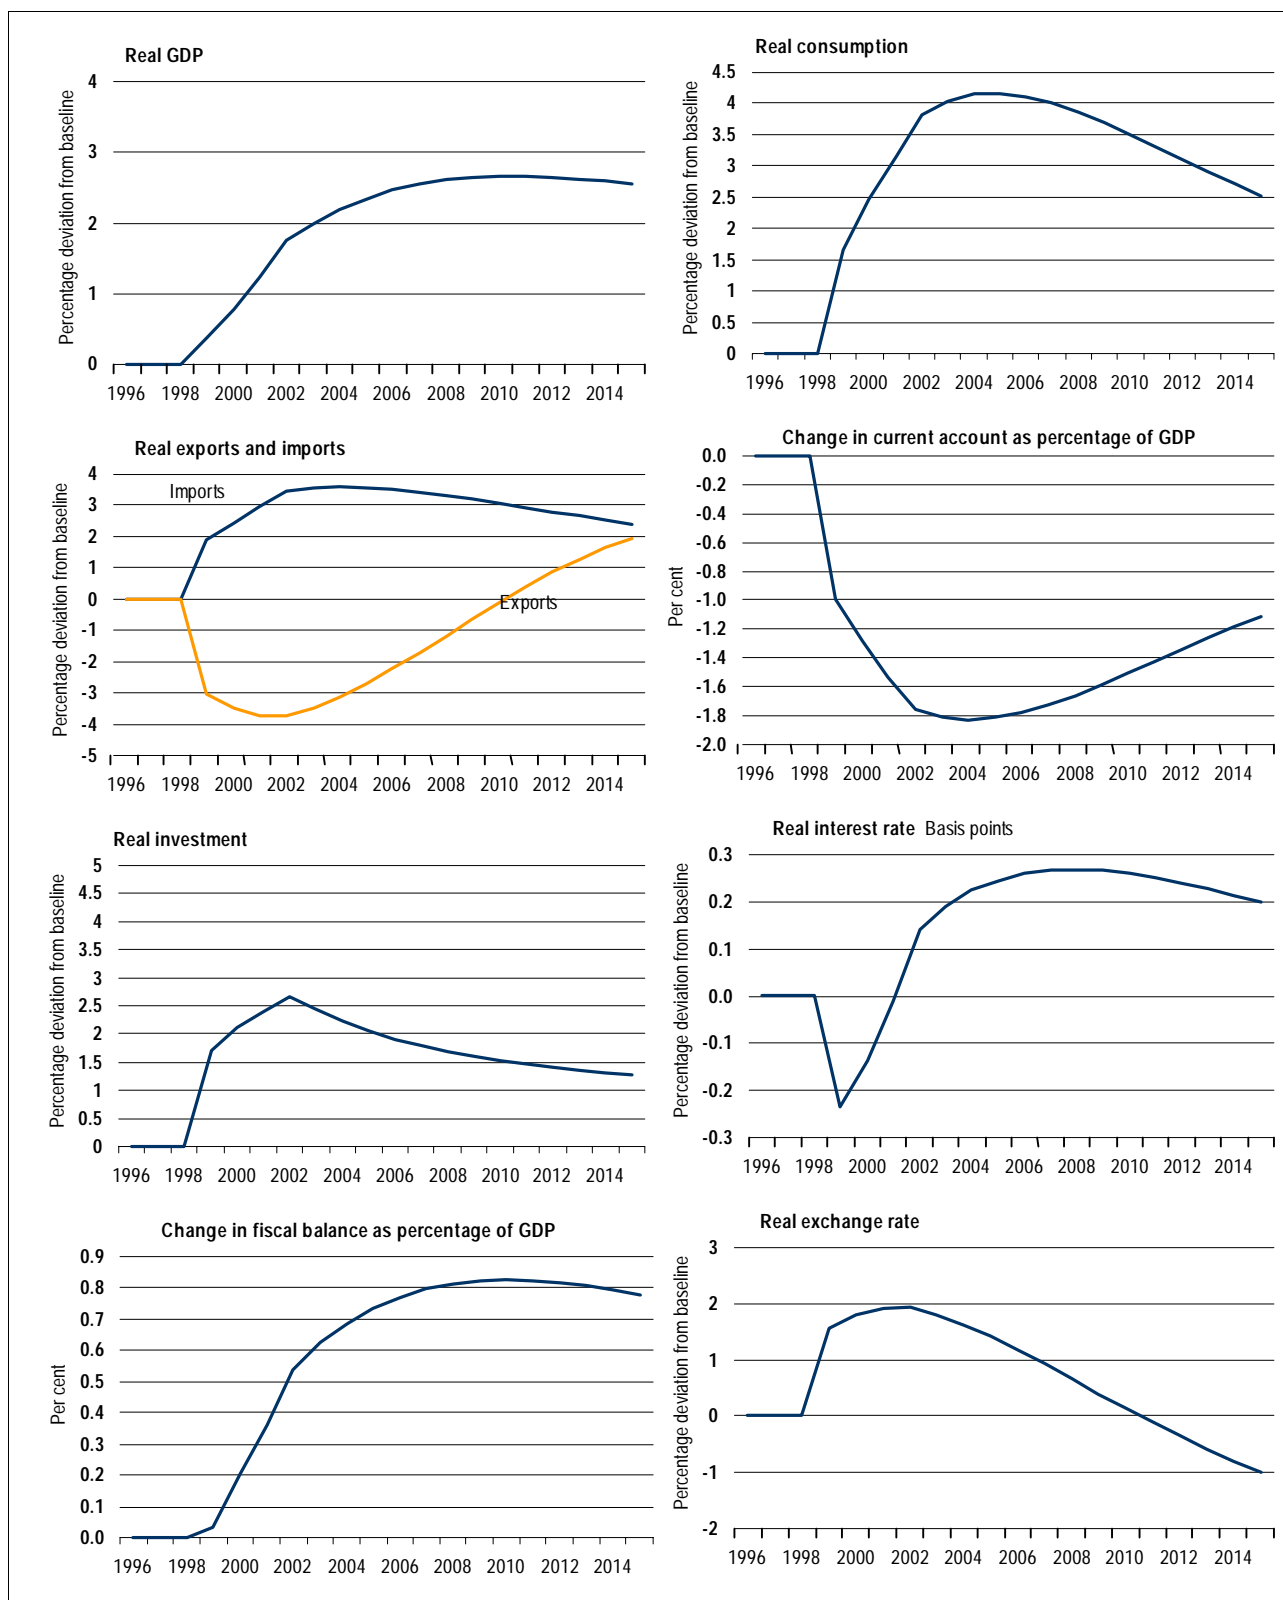 Real GDP
Percentage deviation from baseline
4
3
2
1
0
1996 1998 2000 2002 2004 2006 2008 2010 2012 2014
Real consumption
Percentage deviation from baseline
4.5
4
3.5
3
2.5
2
1.5
1
0.5
0
1996 1998 2000 2002 2004 2006 2008 2010 2012 2014
Real exports and imports
Percentage deviation from baseline
4
3
2
1
0
-1
-2
-3
-4
-5
Imports
Exports
1996 1998 2000 2002 2004 2006 2008 2010 2012 2014
Change in current account as percentage of GDP
Per cent
0.0
-0.2
-0.4
-0.6
-0.8
-1.0
-1.2
-1.4
-1.6
-1.8
-2.0
1996 1998 2000 2002 2004 2006 2008 2010 2012 2014
Real investment
Percentage deviation from baseline
5
4.5
4
3.5
3
2.5
2
1.5
1
0.5
0
1996 1998 2000 2002 2004 2006 2008 2010 2012 2014
Real interest rate Basis points
Percentage deviation from baseline
0.3
0.2
0.1
0.0
-0.1
-0.2
-0.3
1996 1998 2000 2002 2004 2006 2008 2010 2012 2014
Change in fiscal balance as percentage of GDP
Per cent
0.9
0.8
0.7
0.6
0.5
0.4
0.3
0.2
0.1
0.0
1996 1998 2000 2002 2004 2006 2008 2010 2012 2014
Real exchange rate
Percentage deviation from baseline
3
2
1
0
-1
-2
1996 1998 2000 2002 2004 2006 2008 2010 2012 2014